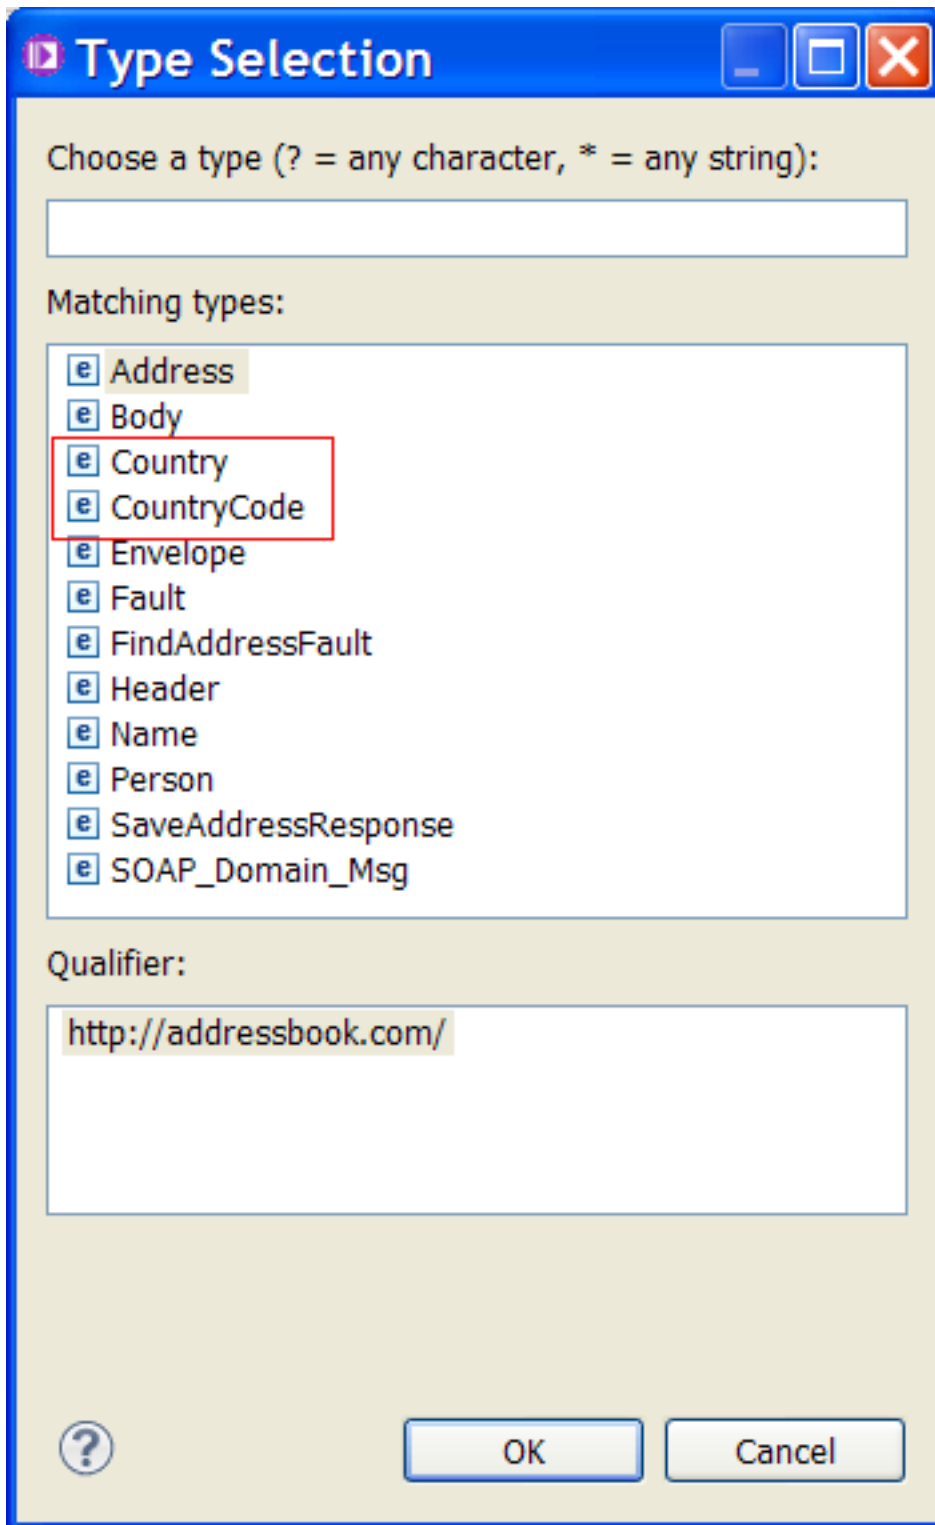 Type Selection
Choose a type (? = any character, * = any string):
Matching types:
e Address
e Body
e Country
e CountryCode
e Envelope
e Fault
e FindAddressFault
e Header
e Name
e Person
e SaveAddressResponse
e SOAP_Domain_Msg
Qualifier:
http://addressbook.com/
? OK Cancel